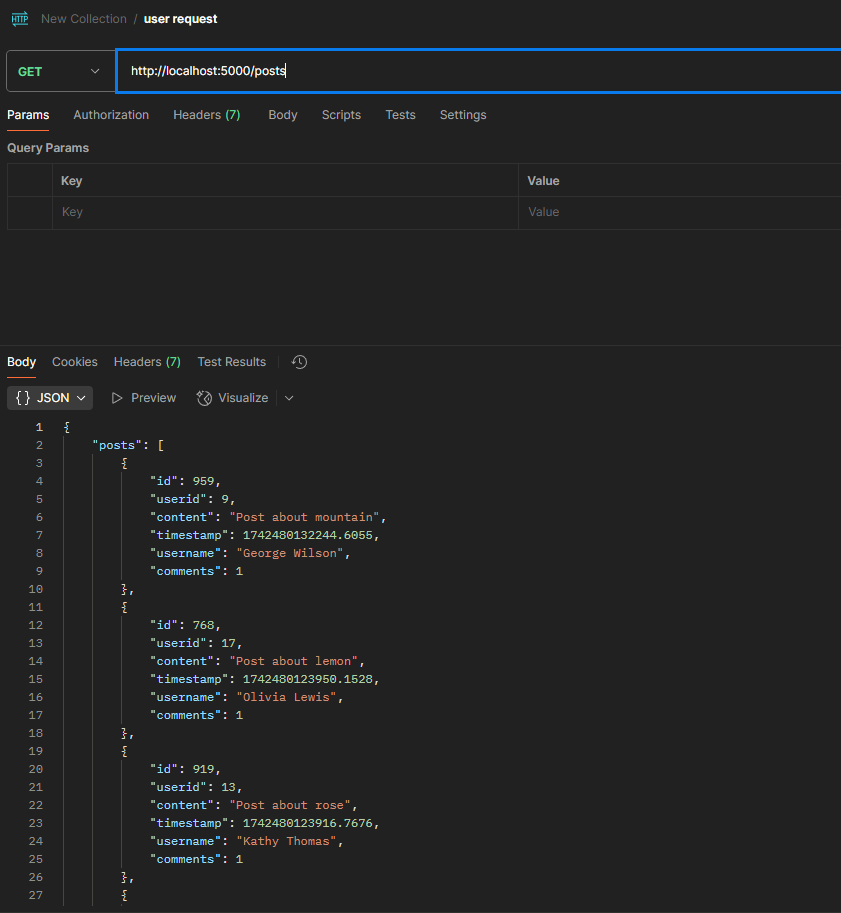 HTTP New Collection / user request
GET http://localhost:5000/posts
Params Authorization Headers (7) Body Scripts Tests Settings
Query Params
Key Value
Key Value
Body Cookies Headers (7) Test Results
{} JSON Preview Visualize
1 {
2 "posts": [
3 {
4 "id": 959,
5 "userid": 9,
6 "content": "Post about mountain",
7 "timestamp": 1742480132244.6055,
8 "username": "George Wilson",
9 "comments": 1
10 },
11 {
12 "id": 768,
13 "userid": 17,
14 "content": "Post about lemon",
15 "timestamp": 1742480123950.1528,
16 "username": "Olivia Lewis",
17 "comments": 1
18 },
19 {
20 "id": 919,
21 "userid": 13,
22 "content": "Post about rose",
23 "timestamp": 1742480123916.7676,
24 "username": "Kathy Thomas",
25 "comments": 1
26 },
27 {